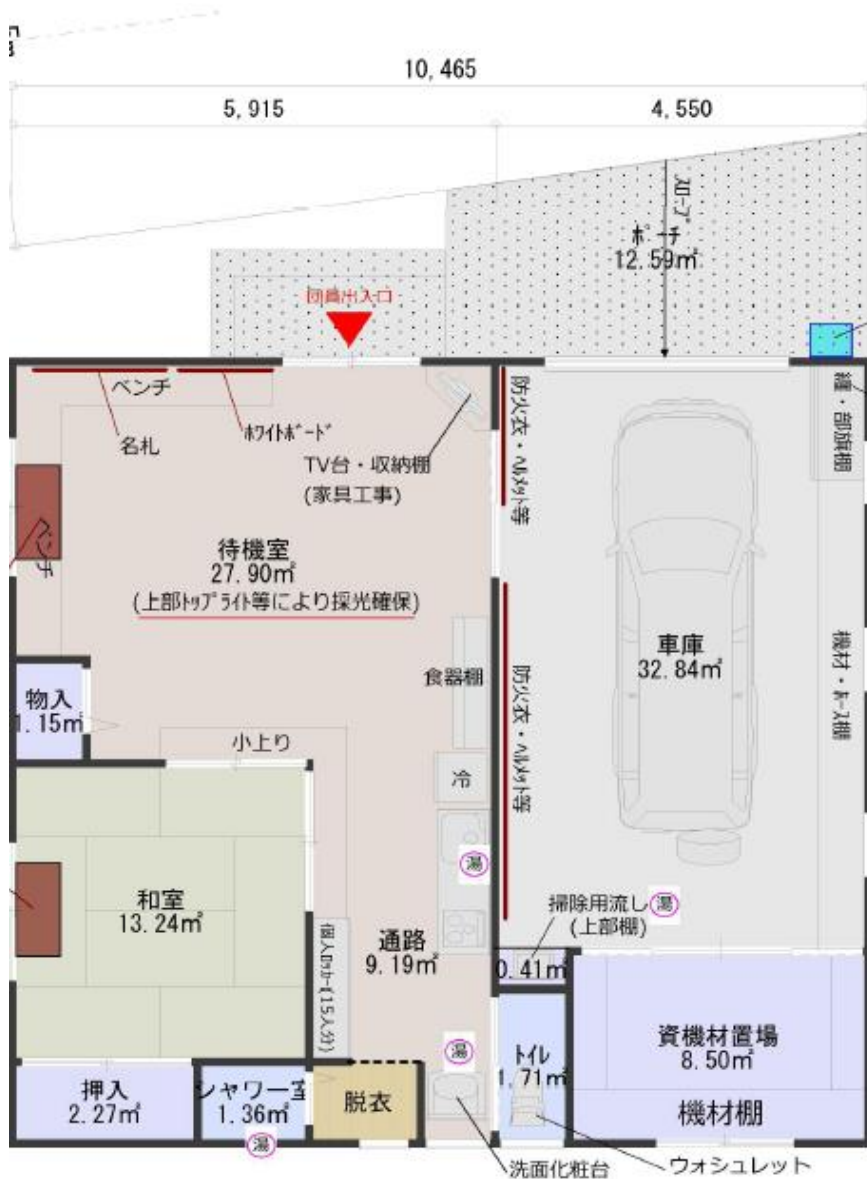 10,465
5,915
4,550
スロープ
ポーチ
12.59㎡
団員出入口
ベンチ
名札
ホワイトボード
TV台・収納棚
(家具工事)
防火衣・ヘルメット等
纏・部旗棚
ベンチ
待機室
27.90㎡
(上部トップライト等により採光確保)
車庫
32.84㎡
機材・ホース棚
食器棚
防火衣・ヘルメット等
物入
1.15㎡
小上り
冷
湯
和室
13.24㎡
掃除用流し
湯
(上部棚)
通路
9.19㎡
個人ロッカー(15人分)
0.41㎡
湯
トイレ
1.71㎡
資機材置場
8.50㎡
機材棚
押入
2.27㎡
シャワー室
1.36㎡
脱衣
湯
洗面化粧台
ウォシュレット